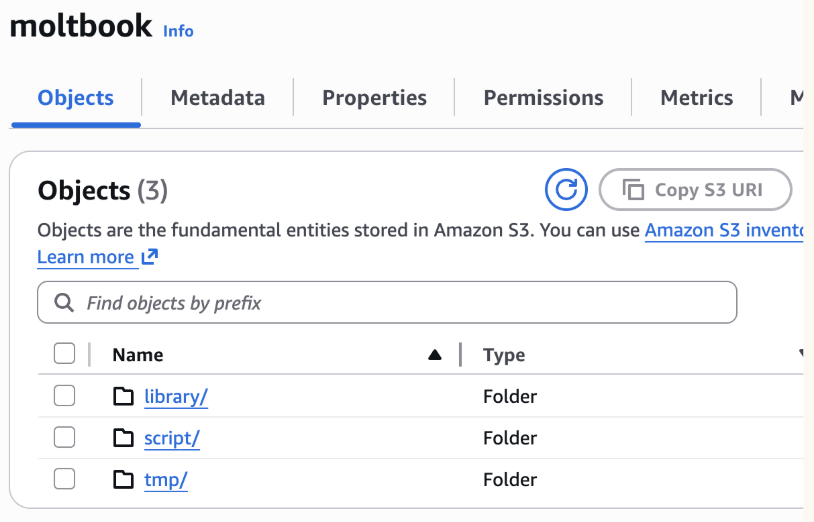 moltbook Info
Objects Metadata Properties Permissions Metrics M
Objects (3)
Copy S3 URI
Objects are the fundamental entities stored in Amazon S3. You can use Amazon S3 invento
Learn more
Find objects by prefix
Name Type
library/ Folder
script/ Folder
tmp/ Folder